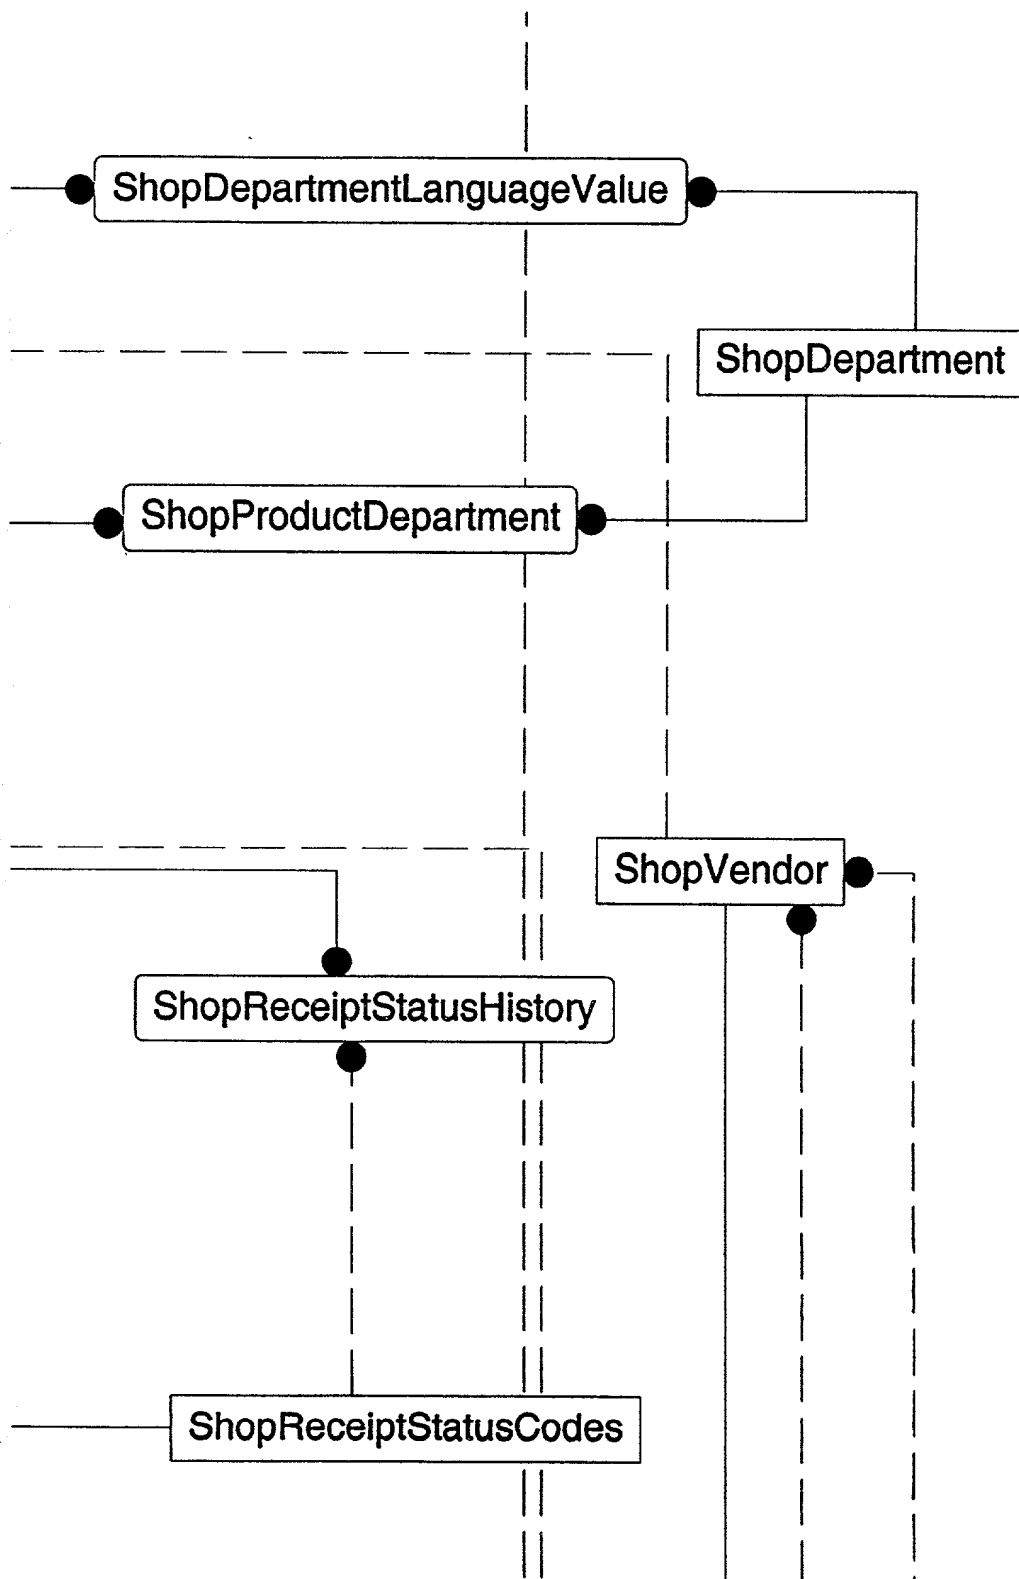 ShopDepartmentLanguageValue
ShopDepartment
ShopProductDepartment
ShopVendor
ShopReceiptStatusHistory
ShopReceiptStatusCodes